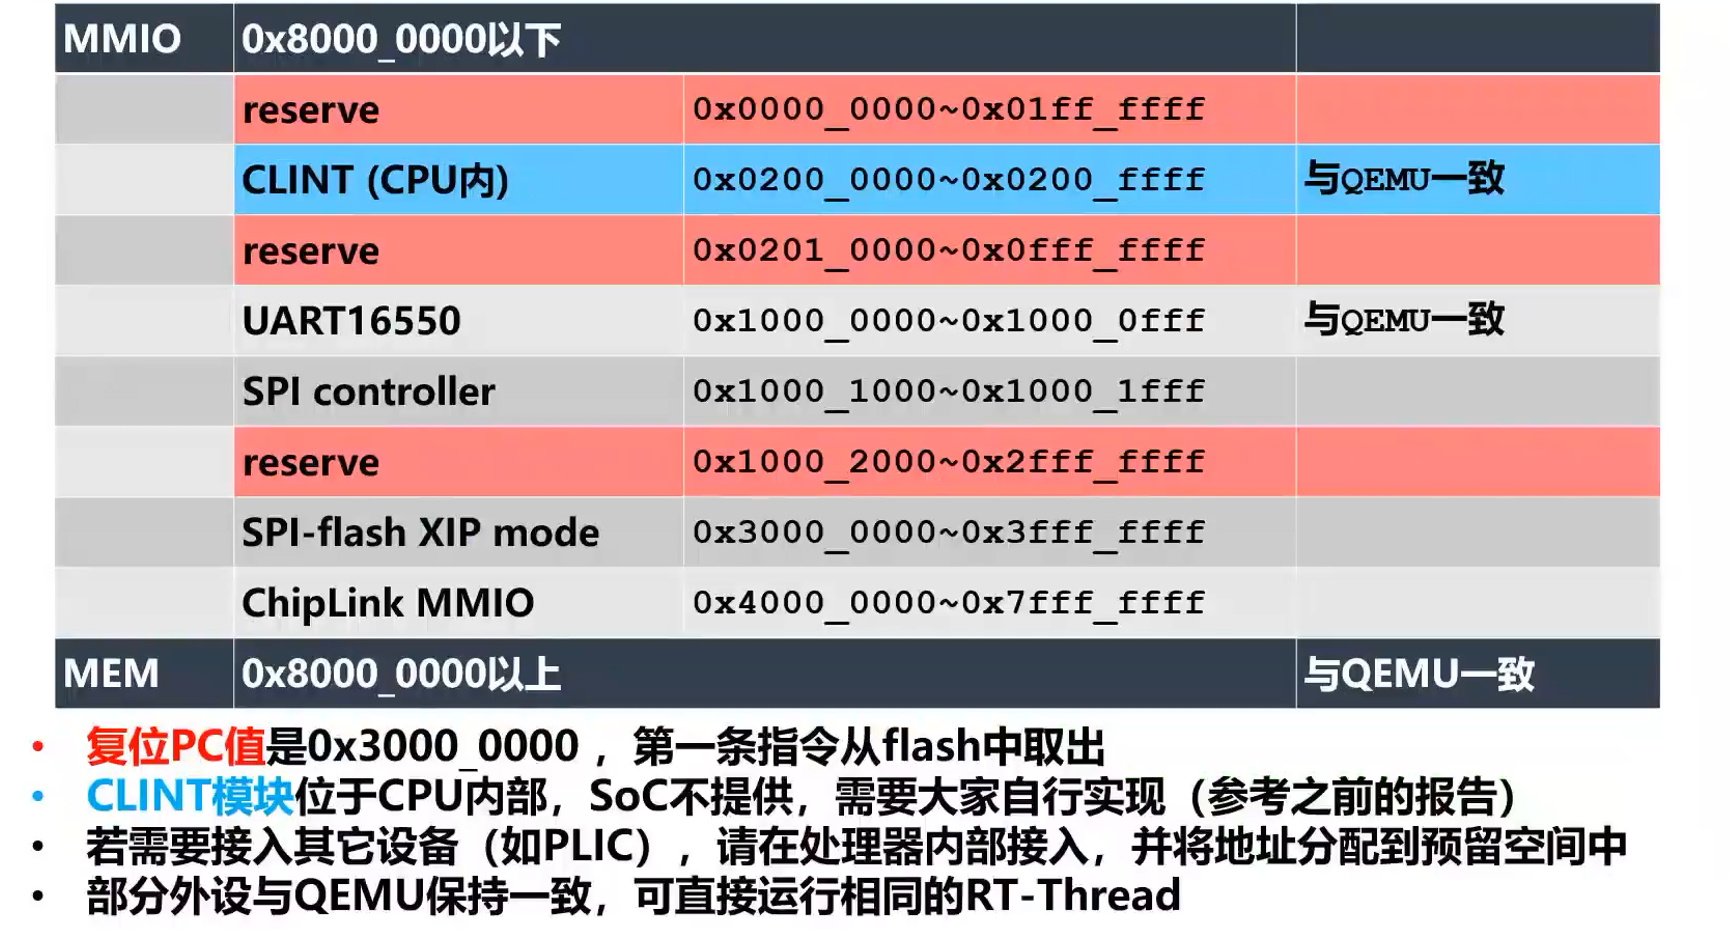 MMIO 0x8000_0000以下
reserve 0x0000_0000~0x01ff_ffff
CLINT (CPU内) 0x0200_0000~0x0200_ffff 与QEMU一致
reserve 0x0201_0000~0x0fff_ffff
UART16550 0x1000_0000~0x1000_0fff 与QEMU一致
SPI controller 0x1000_1000~0x1000_1fff
reserve 0x1000_2000~0x2fff_ffff
SPI-flash XIP mode 0x3000_0000~0x3fff_ffff
ChipLink MMIO 0x4000_0000~0x7fff_ffff
MEM 0x8000_0000以上 与QEMU一致
• 复位PC值是0x3000_0000 ，第一条指令从flash中取出
• CLINT模块位于CPU内部，SoC不提供，需要大家自行实现（参考之前的报告）
• 若需要接入其它设备（如PLIC），请在处理器内部接入，并将地址分配到预留空间中
• 部分外设与QEMU保持一致，可直接运行相同的RT-Thread